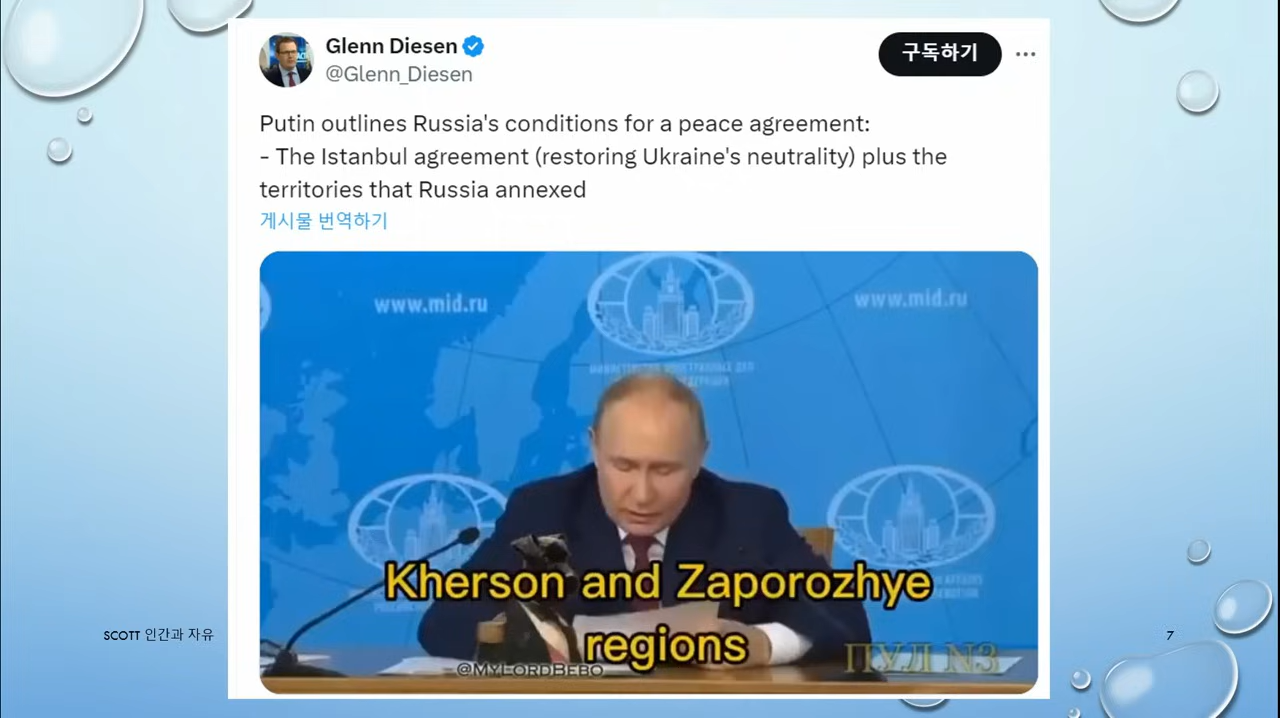 Glenn Diesen
@Glenn_Diesen
구독하기
Putin outlines Russia's conditions for a peace agreement:
- The Istanbul agreement (restoring Ukraine's neutrality) plus the
territories that Russia annexed
게시물 번역하기
www.mid.ru
www.mid.ru
Kherson and Zaporozhye
regions
@MYLORDBEBO
ПУЛ N3
SCOTT 인간과 자유
7